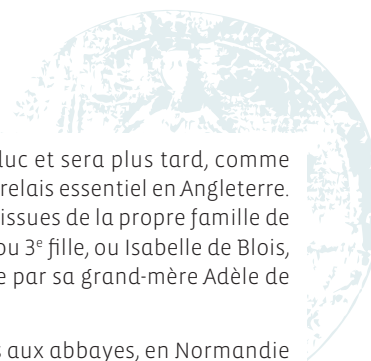 luc et sera plus tard, comme
relais essentiel en Angleterre.
issues de la propre famille de
ou 3e fille, ou Isabelle de Blois,
e par sa grand-mère Adèle de
s aux abbayes, en Normandie